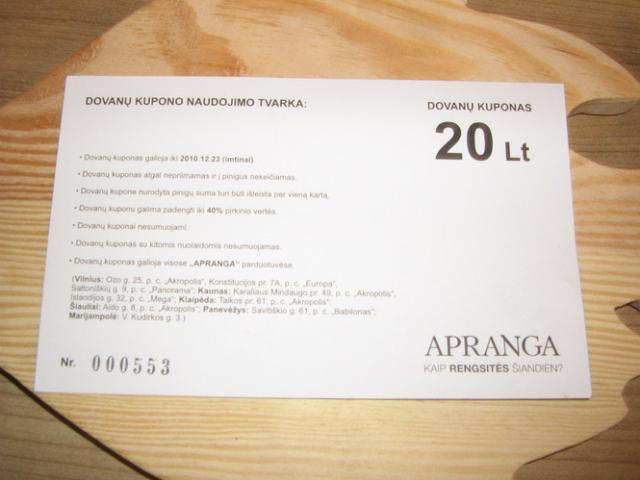 DOVANŲ KUPONO NAUDOJIMO TVARKA:
DOVANŲ KUPONAS
20 Lt
• Dovanų kuponas galioja iki 2010.12.23 (imtinai)
• Dovanų kuponas atgal nepriimamas ir į pinigus nekeičiamas.
• Dovanų kupone nurodyta pinigų suma turi būti išleista per vieną kartą.
• Dovanų kuponu galima padengti iki 40% pirkinio vertės.
• Dovanų kuponai nesumuojami.
• Dovanų kuponas su kitomis nuolaidomis nesumuojamas.
• Dovanų kuponas galioja visose „APRANGA" parduotuvėse.
(Vilnius: Ozo g. 25, p. c. „Akropolis", Konstitucijos pr. 7A, p. c. „Europa",
Saltoniškių g. 9, p. c. „Panorama"; Kaunas: Karaliaus Mindaugo pr. 49, p. c. „Akropolis",
Islandijos g. 32, p. c. „Mega"; Klaipėda: Taikos pr. 61, p. c. „Akropolis";
Šiauliai: Aido g. 8, p. c. „Akropolis"; Panevėžys: Savitiškio g. 61, p. c. „Babilonas";
Marijampolė: V. Kudirkos g. 3.)
Nr. 000553
APRANGA
KAIP RENGSITĖS ŠIANDIEN?